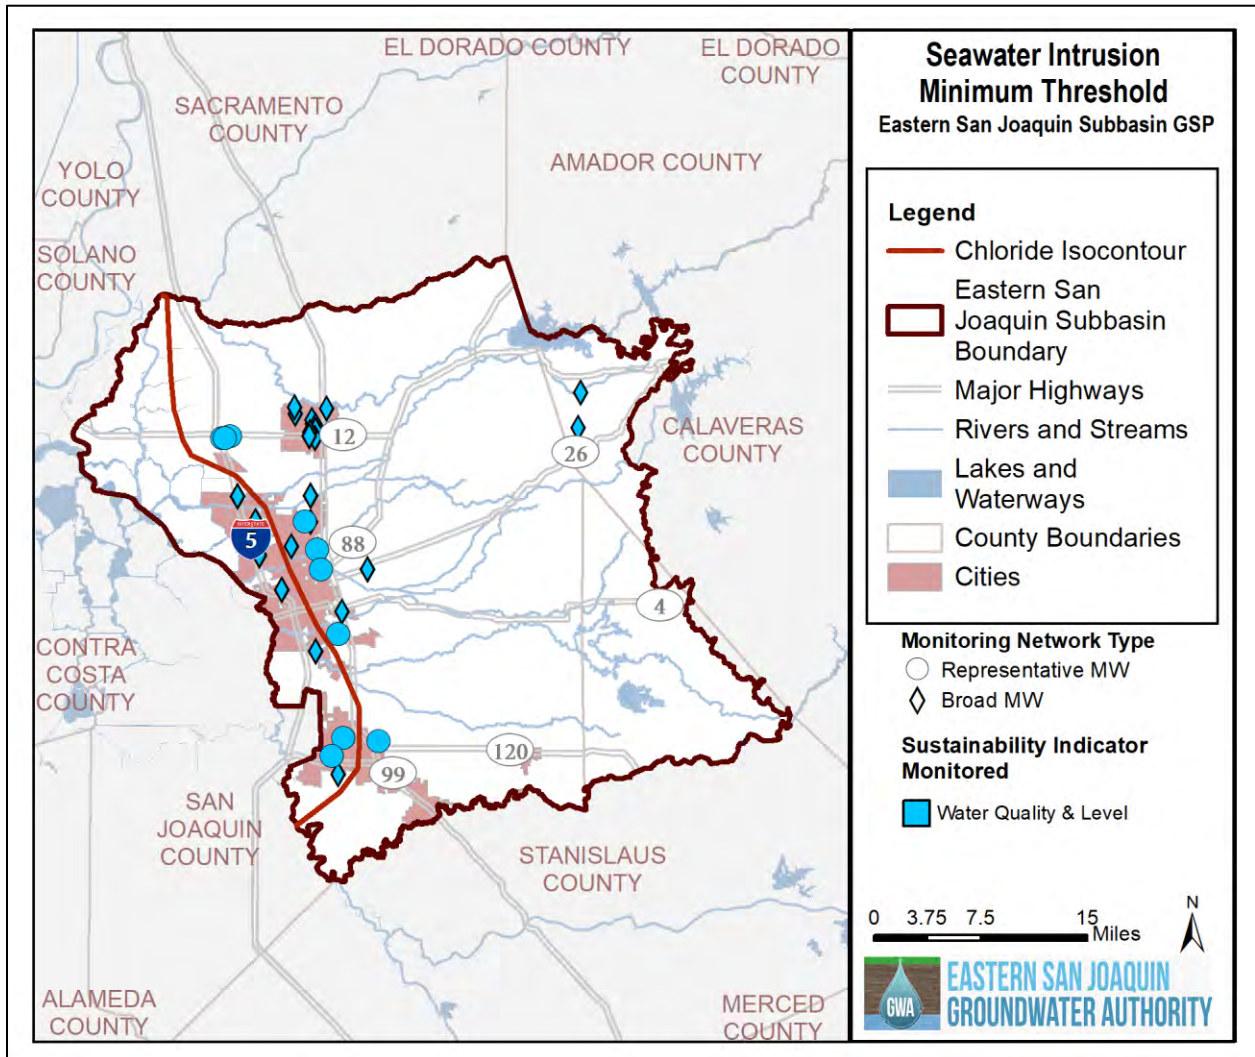 EL DORADO COUNTY
EL DORADO
COUNTY
SACRAMENTO
COUNTY
AMADOR COUNTY
YOLO
COUNTY
SOLANO
COUNTY
CALAVERAS
COUNTY
12
26
INTERSTATE
5
88
4
CONTRA
COSTA
COUNTY
120
99
SAN
JOAQUIN
COUNTY
STANISLAUS
COUNTY
ALAMEDA
COUNTY
MERCED
COUNTY
Seawater Intrusion
Minimum Threshold
Eastern San Joaquin Subbasin GSP
Legend
Chloride Isocontour
Eastern San
Joaquin Subbasin
Boundary
Major Highways
Rivers and Streams
Lakes and
Waterways
County Boundaries
Cities
Monitoring Network Type
Representative MW
Broad MW
Sustainability Indicator
Monitored
Water Quality & Level
N
0 3.75 7.5 15
Miles
GWA
EASTERN SAN JOAQUIN
GROUNDWATER AUTHORITY